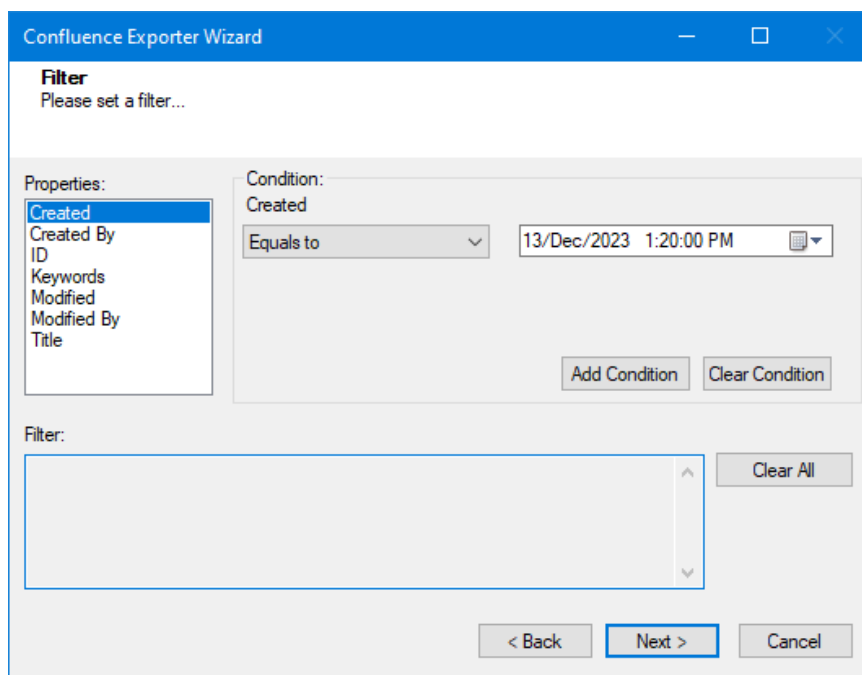 Confluence Exporter Wizard
Filter
Please set a filter...
Properties:
Created
Created By
ID
Keywords
Modified
Modified By
Title
Condition:
Created
Equals to
13/Dec/2023 1:20:00 PM
Add Condition
Clear Condition
Filter:
Clear All
< Back
Next >
Cancel